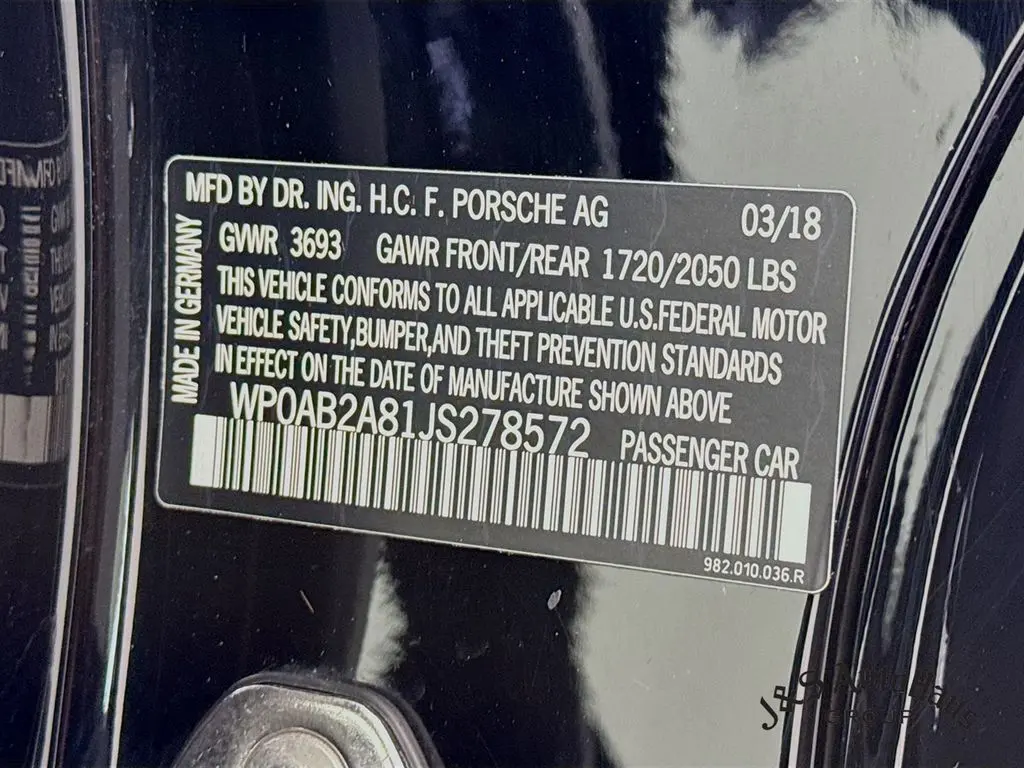 MFD BY DR. ING. H.C. F. PORSCHE AG 03/18
GVWR 3693 GAWR FRONT/REAR 1720/2050 LBS
THIS VEHICLE CONFORMS TO ALL APPLICABLE U.S.FEDERAL MOTOR
VEHICLE SAFETY,BUMPER,AND THEFT PREVENTION STANDARDS
IN EFFECT ON THE DATE OF MANUFACTURE SHOWN ABOVE
WP0AB2A81JS278572 PASSENGER CAR
982.010.036.R
MADE IN GERMANY
GROUP